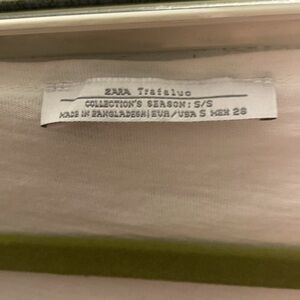 ZARA Trafaluc
COLLECTION'S SEASON: S/S
MADE IN BANGLADESH | EUR/USA S MEX 28